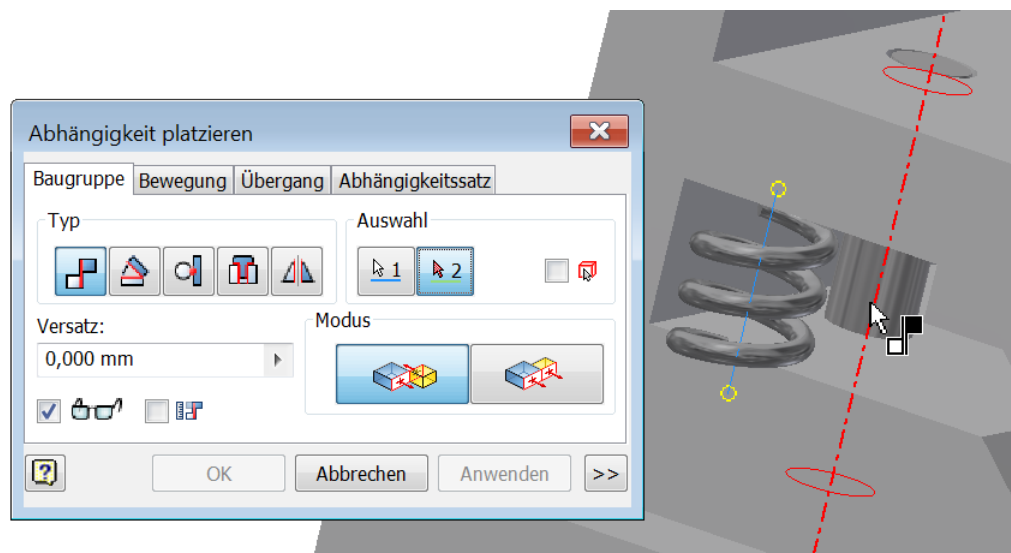 Abhängigkeit platzieren
Baugruppe Bewegung Übergang Abhängigkeitssatz
Typ
Auswahl
1 2
Versatz:
Modus
0,000 mm
OK Abbrechen Anwenden >>